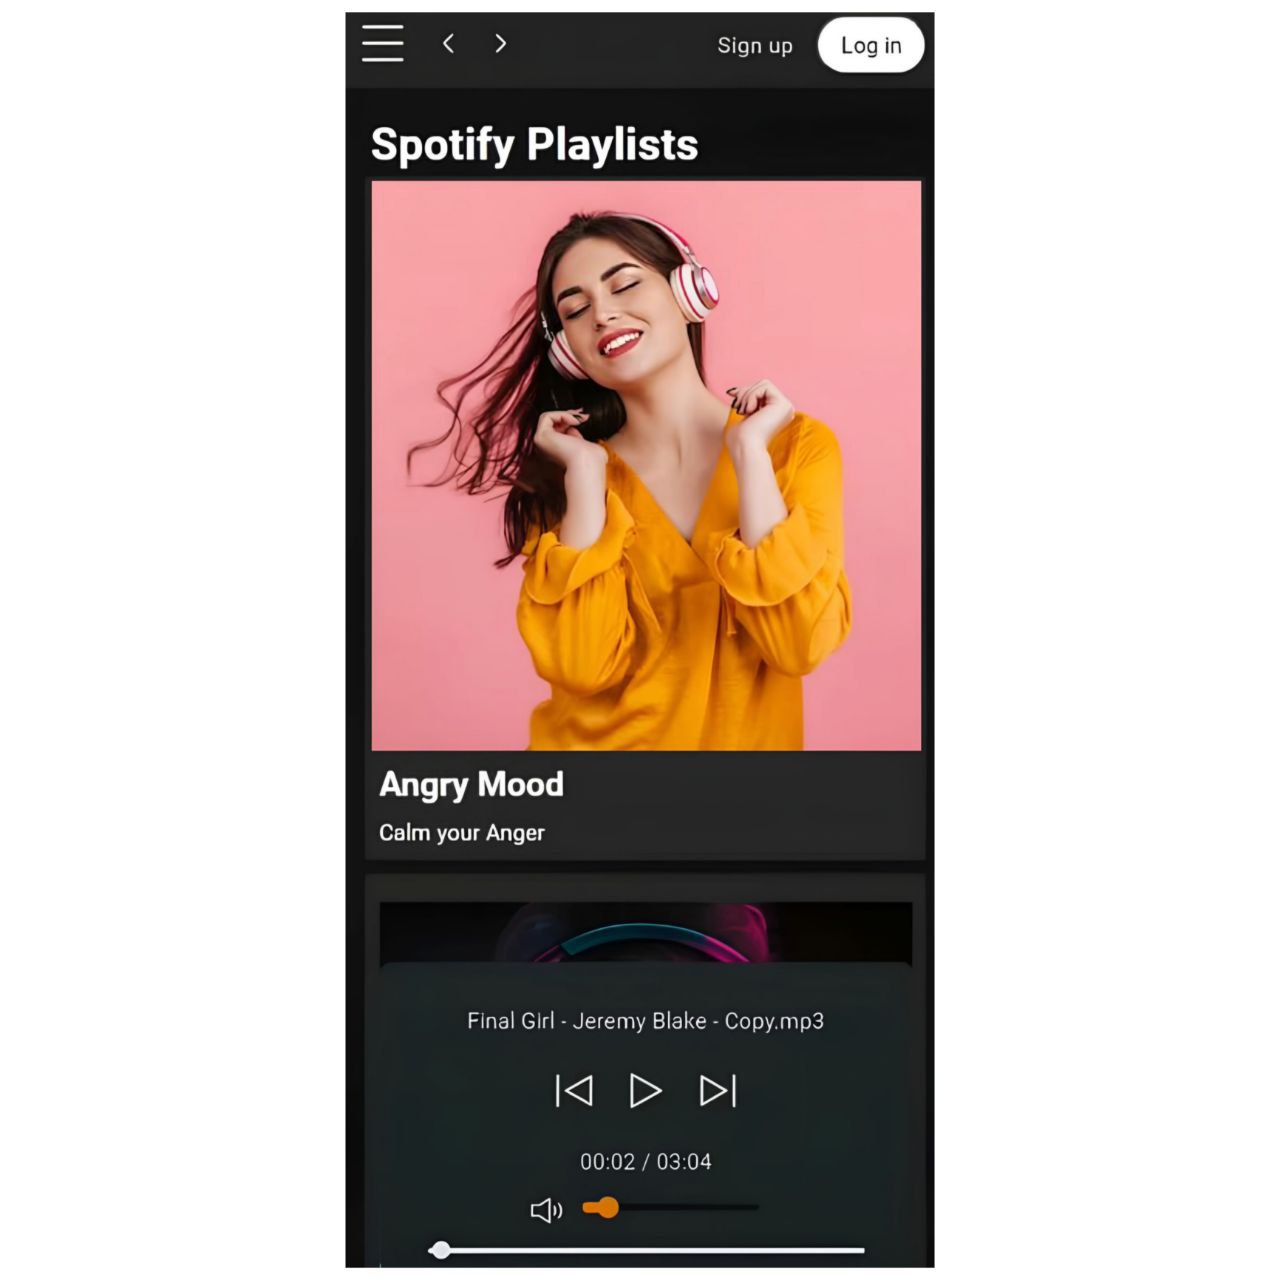 Sign up
Log in
Spotify Playlists
Angry Mood
Calm your Anger
Final Girl - Jeremy Blake - Copy.mp3
00:02 / 03:04